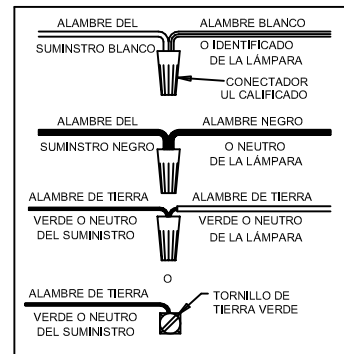 ALAMBRE DEL
SUMINSTRO BLANCO
ALAMBRE BLANCO
O IDENTIFICADO
DE LA LÁMPARA
CONECTADOR
UL CALIFICADO
ALAMBRE DEL
SUMINSTRO NEGRO
ALAMBRE NEGRO
O NEUTRO
DE LA LÁMPARA
ALAMBRE DE TIERRA
VERDE O NEUTRO
DEL SUMINISTRO
ALAMBRE DE TIERRA
VERDE O NEUTRO
DE LA LÁMPARA
O
ALAMBRE DE TIERRA
VERDE O NEUTRO
DEL SUMINISTRO
TORNILLO DE
TIERRA VERDE